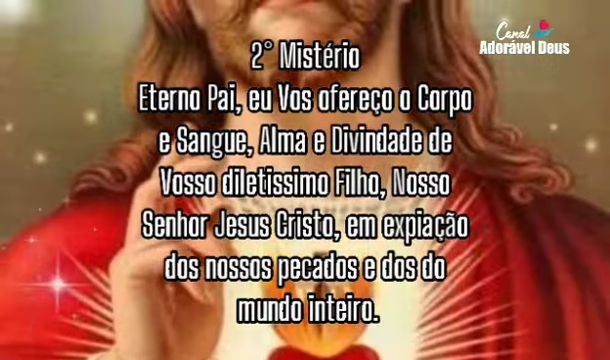 Canal
Adorável Deus
2° Mistério
Eterno Pai, eu Vos ofereço o Corpo
e Sangue, Alma e Divindade de
Vosso diletissimo Filho, Nosso
Senhor Jesus Cristo, em expiação
dos nossos pecados e dos do
mundo inteiro.